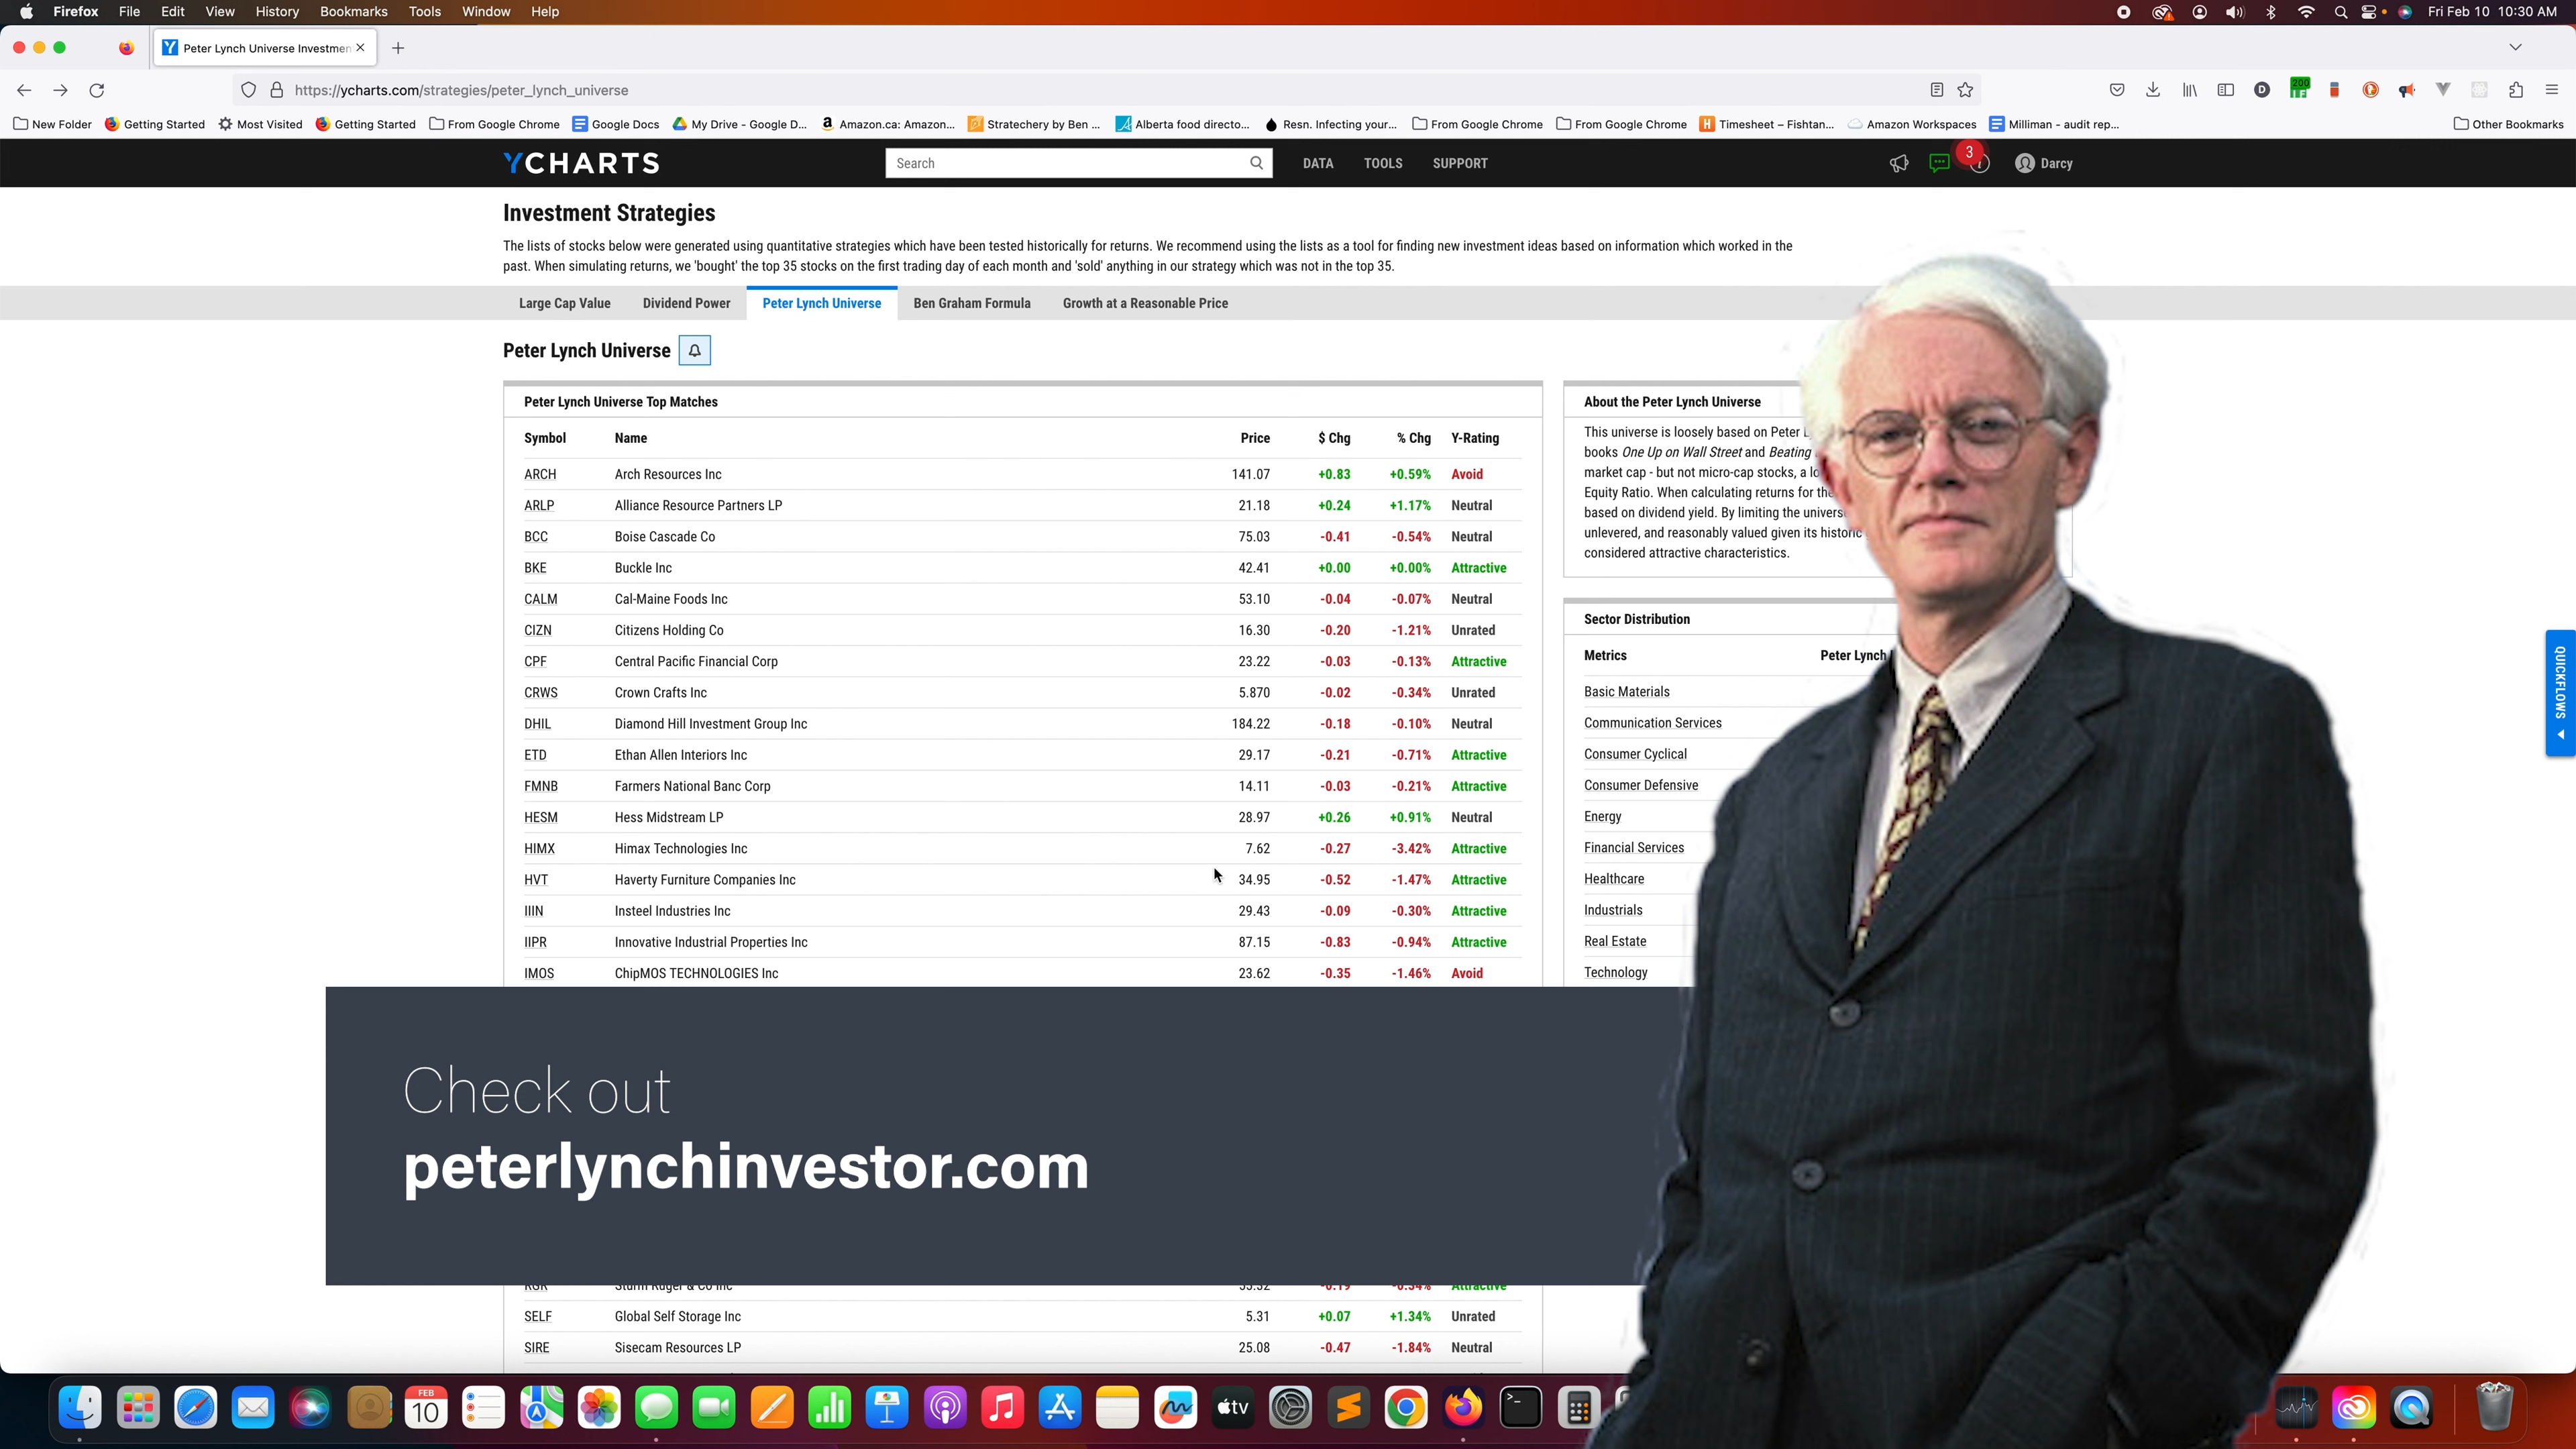 Firefox File Edit View History Bookmarks Tools Window Help Fri Feb 10 10:30 AM
Peter Lynch Universe Investmen
https://ycharts.com/strategies/peter_lynch_universe 200
New Folder Getting Started Most Visited Getting Started From Google Chrome Google Docs My Drive - Google D... Amazon.ca: Amazon... Stratechery by Ben ... Alberta food directo... Resn. Infecting your... From Google Chrome From Google Chrome Timesheet – Fishtan... Amazon Workspaces Milliman - audit rep... Other Bookmarks
YCHARTS Search DATA TOOLS SUPPORT 3 Darcy
Investment Strategies
The lists of stocks below were generated using quantitative strategies which have been tested historically for returns. We recommend using the lists as a tool for finding new investment ideas based on information which worked in the
past. When simulating returns, we 'bought' the top 35 stocks on the first trading day of each month and 'sold' anything in our strategy which was not in the top 35.
Large Cap Value Dividend Power Peter Lynch Universe Ben Graham Formula Growth at a Reasonable Price
Peter Lynch Universe
Peter Lynch Universe Top Matches
Symbol Name Price $ Chg % Chg Y-Rating
ARCH Arch Resources Inc 141.07 +0.83 +0.59% Avoid
ARLP Alliance Resource Partners LP 21.18 +0.24 +1.17% Neutral
BCC Boise Cascade Co 75.03 -0.41 -0.54% Neutral
BKE Buckle Inc 42.41 +0.00 +0.00% Attractive
CALM Cal-Maine Foods Inc 53.10 -0.04 -0.07% Neutral
CIZN Citizens Holding Co 16.30 -0.20 -1.21% Unrated
CPF Central Pacific Financial Corp 23.22 -0.03 -0.13% Attractive
CRWS Crown Crafts Inc 5.870 -0.02 -0.34% Unrated
DHIL Diamond Hill Investment Group Inc 184.22 -0.18 -0.10% Neutral
ETD Ethan Allen Interiors Inc 29.17 -0.21 -0.71% Attractive
FMNB Farmers National Banc Corp 14.11 -0.03 -0.21% Attractive
HESM Hess Midstream LP 28.97 +0.26 +0.91% Neutral
HIMX Himax Technologies Inc 7.62 -0.27 -3.42% Attractive
HVT Haverty Furniture Companies Inc 34.95 -0.52 -1.47% Attractive
IIIN Insteel Industries Inc 29.43 -0.09 -0.30% Attractive
IIPR Innovative Industrial Properties Inc 87.15 -0.83 -0.94% Attractive
IMOS ChipMOS TECHNOLOGIES Inc 23.62 -0.35 -1.46% Avoid
About the Peter Lynch Universe
This universe is loosely based on Peter
books One Up on Wall Street and Beating
market cap - but not micro-cap stocks, a
Equity Ratio. When calculating returns for the
based on dividend yield. By limiting the
unlevered, and reasonably valued given its historic
considered attractive characteristics.
Sector Distribution
Metrics Peter Lynch
Basic Materials
Communication Services
Consumer Cyclical
Consumer Defensive
Energy
Financial Services
Healthcare
Industrials
Real Estate
Technology
QUICKFLOWS
Check out
peterlynchinvestor.com
SELF Global Self Storage Inc 5.31 +0.07 +1.34% Unrated
SIRE Sisecam Resources LP 25.08 -0.47 -1.84% Neutral
FEB
10
tv